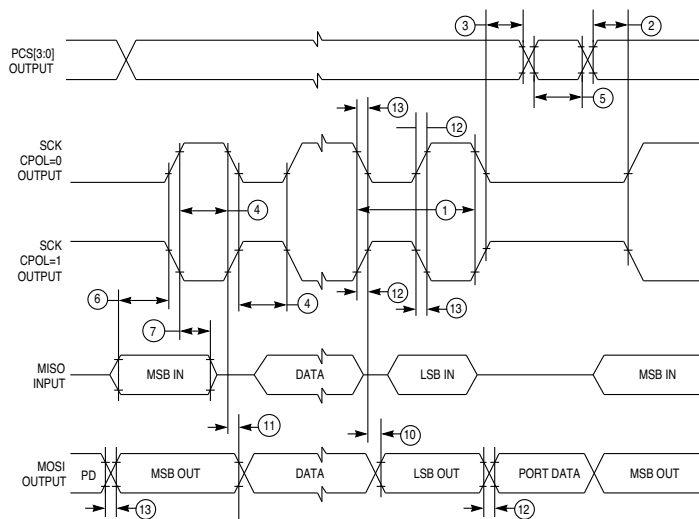 3
2
PCS[3:0]
OUTPUT
5
13
12
SCK
CPOL=0
OUTPUT
4
1
SCK
CPOL=1
OUTPUT
6
4
12
13
7
MISO
INPUT
MSB IN
DATA
LSB IN
MSB IN
11
10
MOSI
OUTPUT
PD
MSB OUT
DATA
LSB OUT
PORT DATA
MSB OUT
13
12